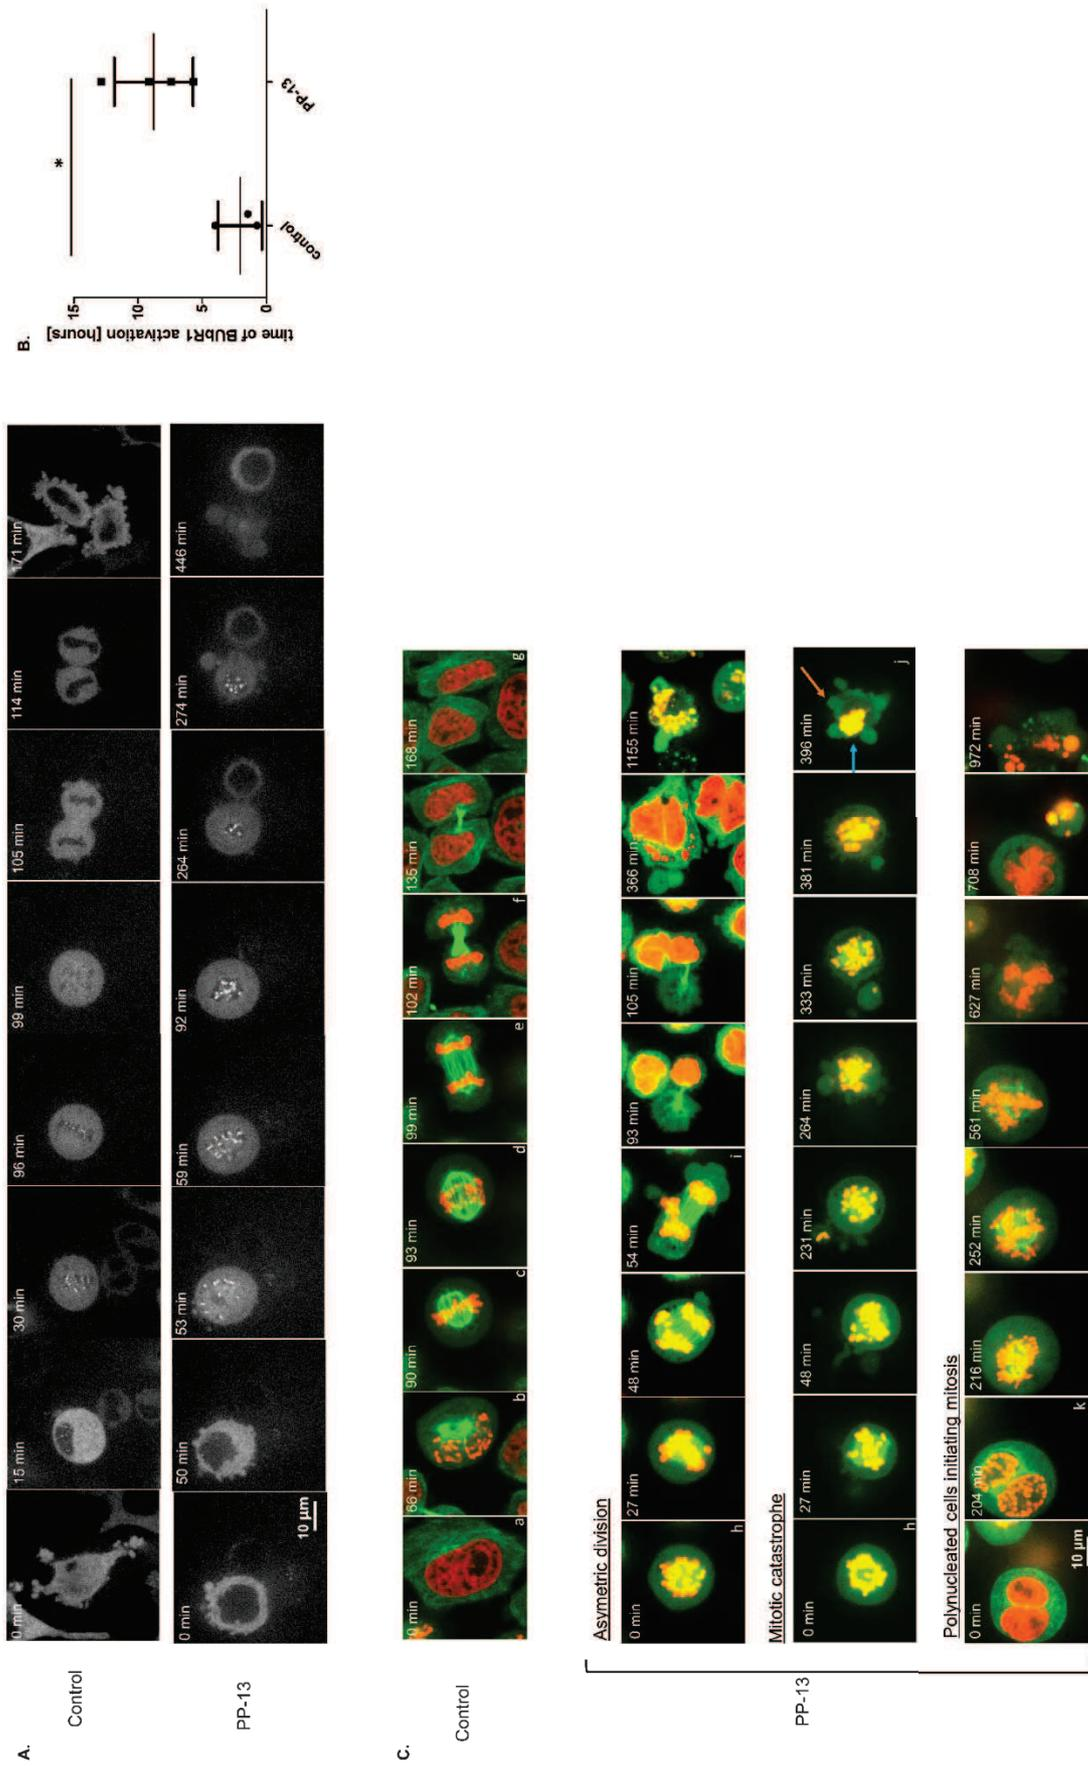 A.
Control
0 min
15 min
30 min
96 min
99 min
105 min
114 min
171 min
PP-13
0 min
50 min
53 min
59 min
92 min
264 min
274 min
446 min
10 µm
B.
time of BUbR1 activation [hours]
15
10
5
0
*
control
PP-13
C.
Control
0 min
66 min
90 min
93 min
99 min
102 min
135 min
168 min
a
b
c
d
e
f
g
PP-13
Asymetric division
0 min
27 min
48 min
54 min
93 min
105 min
366 min
1155 min
h
i
Mitotic catastrophe
0 min
27 min
48 min
231 min
264 min
333 min
381 min
396 min
h
j
Polynucleated cells initiating mitosis
0 min
204 min
216 min
252 min
561 min
627 min
708 min
972 min
k
10 µm